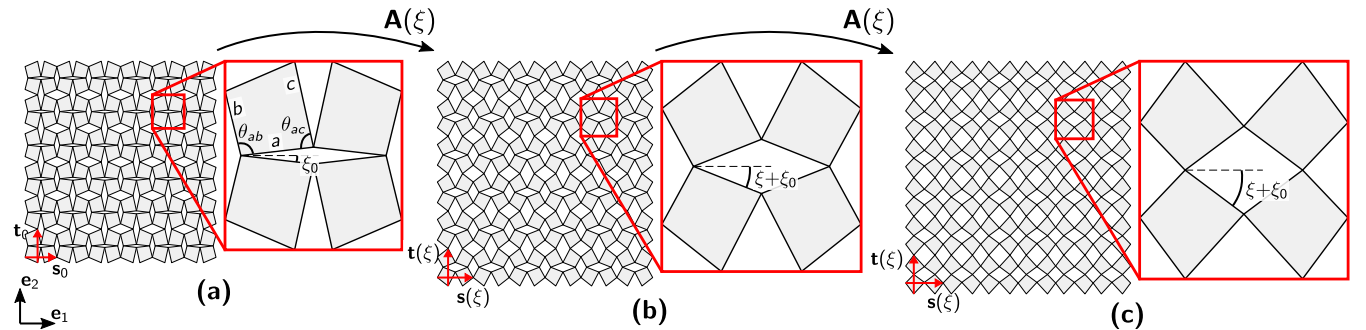 A(ξ)
A(ξ)
b
c
θab
a
θac
ξ0
ξ+ξ0
ξ+ξ0
t0
s0
t(ξ)
s(ξ)
t(ξ)
s(ξ)
e2
e1
(a)
(b)
(c)